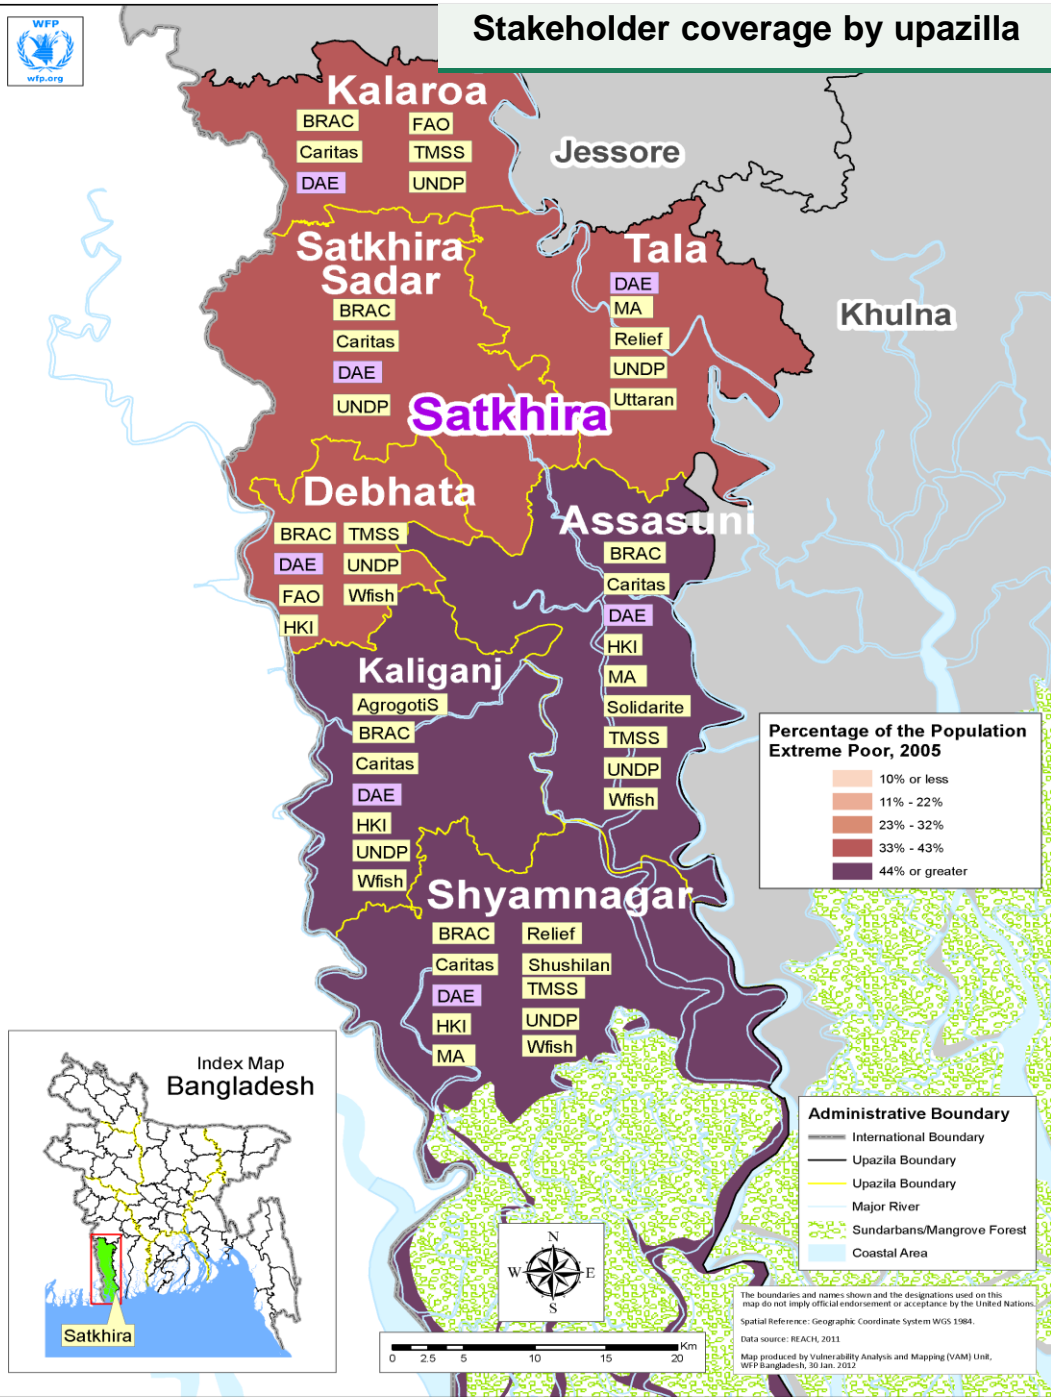 WFP
wfp.org
Stakeholder coverage by upazilla
Kalaroa
BRAC
FAO
Caritas
TMSS
DAE
UNDP
Jessore
Satkhira
Sadar
BRAC
Caritas
DAE
UNDP
Tala
DAE
MA
Relief
UNDP
Uttaran
Khulna
Satkhira
Debhata
BRAC
TMSS
DAE
UNDP
FAO
Wfish
HKI
Assasuni
BRAC
Caritas
DAE
HKI
MA
Solidarite
TMSS
UNDP
Wfish
Kaliganj
AgrogotiS
BRAC
Caritas
DAE
HKI
UNDP
Wfish
Shyamnagar
BRAC
Relief
Caritas
Shushilan
DAE
TMSS
HKI
UNDP
MA
Wfish
Percentage of the Population
Extreme Poor, 2005
10% or less
11% - 22%
23% - 32%
33% - 43%
44% or greater
Index Map
Bangladesh
Satkhira
N
W
E
S
Km
0 2.5 5 10 15 20
Administrative Boundary
International Boundary
Upazila Boundary
Upazila Boundary
Major River
Sundarbans/Mangrove Forest
Coastal Area
The boundaries and names shown and the designations used on this
map do not imply official endorsement or acceptance by the United Nations.
Spatial Reference: Geographic Coordinate System WGS 1984.
Data source: REACH, 2011
Map produced by Vulnerability Analysis and Mapping (VAM) Unit,
WFP Bangladesh, 30 Jan. 2012